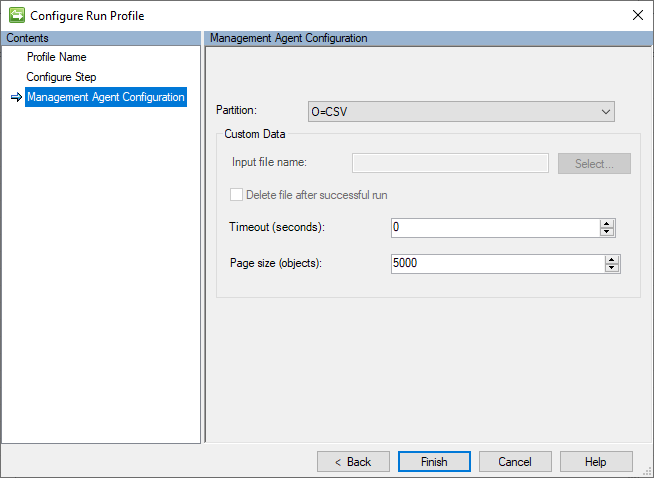 Configure Run Profile
Contents
Profile Name
Configure Step
Management Agent Configuration
Management Agent Configuration
Partition:
O=CSV
Custom Data
Input file name:
Select...
Delete file after successful run
Timeout (seconds):
0
Page size (objects):
5000
< Back
Finish
Cancel
Help